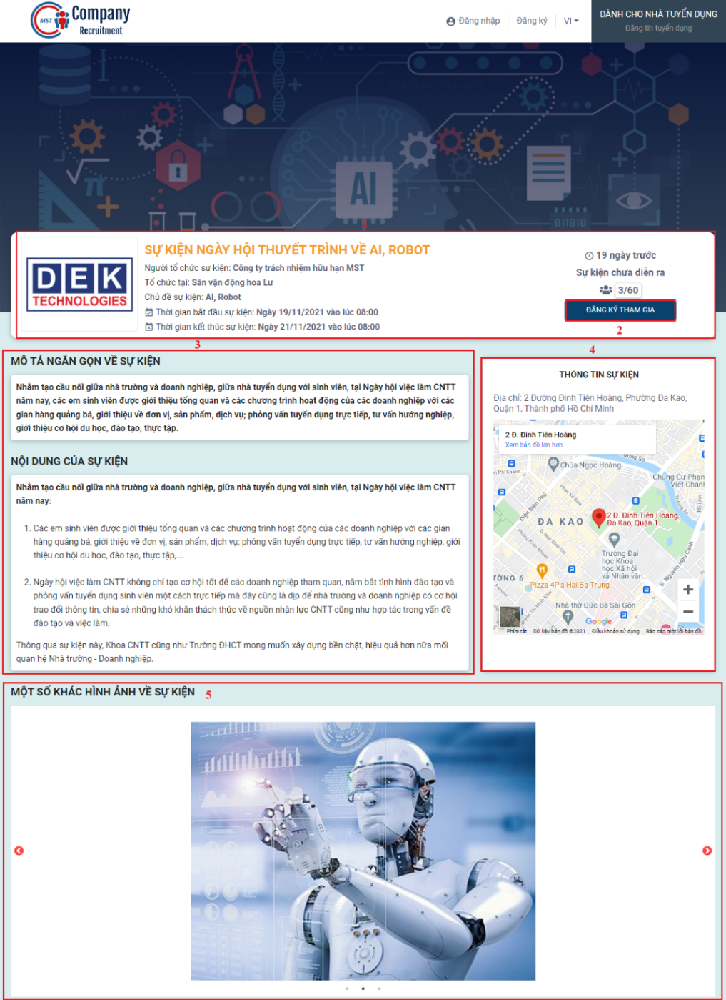 MST Company
Recruitment
Đăng nhập
Đăng ký
VI
DÀNH CHO NHÀ TUYỂN DỤNG
Đăng tin tuyển dụng
AI
011010
1
DEK
TECHNOLOGIES
SỰ KIỆN NGÀY HỘI THUYẾT TRÌNH VỀ AI, ROBOT
Người tổ chức sự kiện: Công ty trách nhiệm hữu hạn MST
Tổ chức tại: Sân vận động hoa Lư
Chủ đề sự kiện: AI, Robot
Thời gian bắt đầu sự kiện: Ngày 19/11/2021 vào lúc 08:00
Thời gian kết thúc sự kiện: Ngày 21/11/2021 vào lúc 08:00
19 ngày trước
Sự kiện chưa diễn ra
3/60
ĐĂNG KÝ THAM GIA
2
3
MÔ TẢ NGẮN GỌN VỀ SỰ KIỆN
Nhằm tạo cầu nối giữa nhà trường và doanh nghiệp, giữa nhà tuyển dụng với sinh viên, tại Ngày hội việc làm CNTT
năm nay, các em sinh viên được giới thiệu tổng quan và các chương trình hoạt động của các doanh nghiệp với các
gian hàng quảng bá, giới thiệu về đơn vị, sản phẩm, dịch vụ; phỏng vấn tuyển dụng trực tiếp, tư vấn hướng nghiệp,
giới thiệu cơ hội du học, đào tạo, thực tập.
NỘI DUNG CỦA SỰ KIỆN
Nhằm tạo cầu nối giữa nhà trường và doanh nghiệp, giữa nhà tuyển dụng với sinh viên, tại Ngày hội việc làm CNTT
năm nay:
1. Các em sinh viên được giới thiệu tổng quan và các chương trình hoạt động của các doanh nghiệp với các gian
hàng quảng bá, giới thiệu về đơn vị, sản phẩm, dịch vụ; phỏng vấn tuyển dụng trực tiếp, tư vấn hướng nghiệp, giới
thiệu cơ hội du học, đào tạo, thực tập,...
2. Ngày hội việc làm CNTT không chỉ tạo cơ hội tốt để các doanh nghiệp tham quan, nắm bắt tình hình đào tạo và
phỏng vấn tuyển dụng sinh viên một cách trực tiếp mà đây cũng là dịp để nhà trường và doanh nghiệp có cơ hội
trao đổi thông tin, chia sẻ những khó khăn thách thức về nguồn nhân lực CNTT cũng như hợp tác trong vấn đề
đào tạo và việc làm.
Thông qua sự kiện này, Khoa CNTT cũng như Trường ĐHCT mong muốn xây dựng bền chặt, hiệu quả hơn nữa mối
quan hệ Nhà trường - Doanh nghiệp.
4
THÔNG TIN SỰ KIỆN
Địa chỉ: 2 Đường Đinh Tiên Hoàng, Phường Đa Kao,
Quận 1, Thành phố Hồ Chí Minh
2 Đ. Đinh Tiên Hoàng
Xem bản đồ lớn hơn
Chùa Ngọc Hoàng
Chung Cư Phan
Viết Chánh
Điện Biên Phủ
ĐA KAO
2 Đ. Đinh Tiên Hoàng,
Đa Kao, Quận 1...
Trường Đại
học Khoa
học Xã hội
và Nhân văn...
Pizza 4P's Hai Ba Trung
Nhà thờ Đức Bà Sài Gòn
Google
Phím tắt
Dữ liệu bản đồ ©2021
Điều khoản sử dụng
Báo cáo một lỗi bản đồ
MỘT SỐ KHÁC HÌNH ẢNH VỀ SỰ KIỆN
5